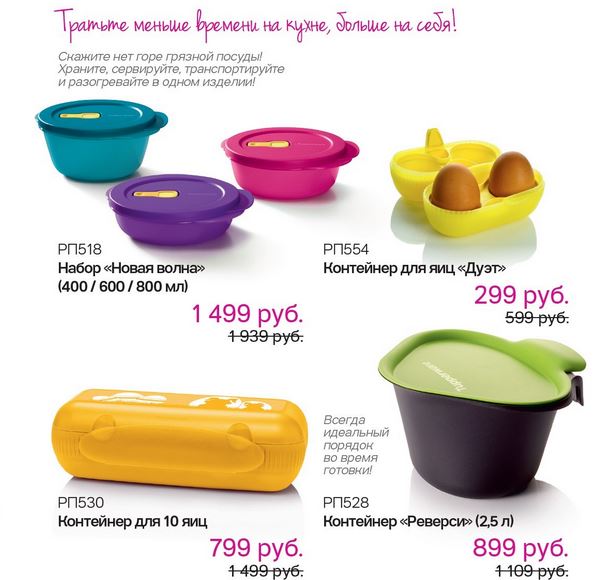 Тратьте меньше времени на кухне, больше на себя!
Скажите нет горе грязной посуды!
Храните, сервируйте, транспортируйте
и разогревайте в одном изделии!
РП518
Набор «Новая волна»
(400 / 600 / 800 мл)
1 499 руб.
1 939 руб.
РП554
Контейнер для яиц «Дуэт»
299 руб.
599 руб.
РП530
Контейнер для 10 яиц
799 руб.
1 499 руб.
Tupperware
Всегда
идеальный
порядок
во время
готовки!
РП528
Контейнер «Реверси» (2,5 л)
899 руб.
1 109 руб.